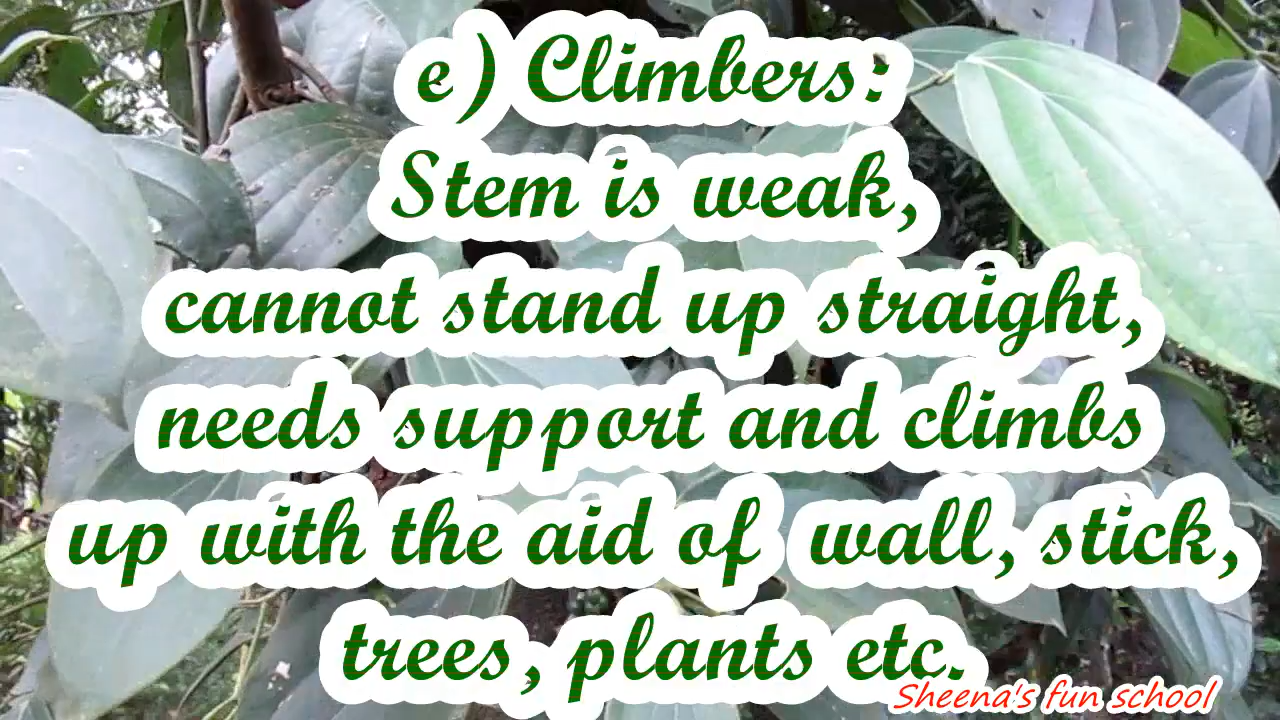 e) Climbers:
Stem is weak,
cannot stand up straight,
needs support and climbs
up with the aid of wall, stick,
trees, plants etc.
Sheena's fun school